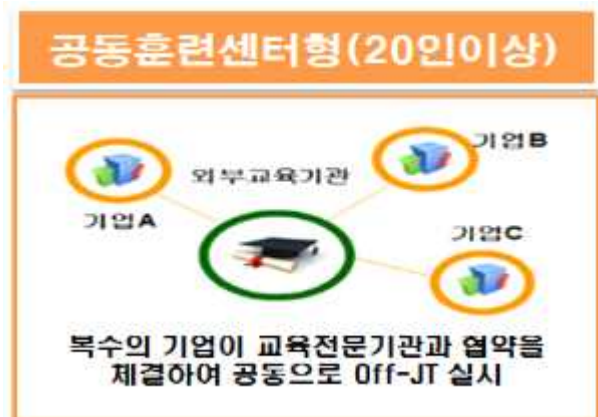 공동훈련센터형(20인이상)
기업B
외부교육기관
기업A
기업C
복수의 기업이 교육전문기관과 협약을
체결하여 공동으로 Off-JT 실시